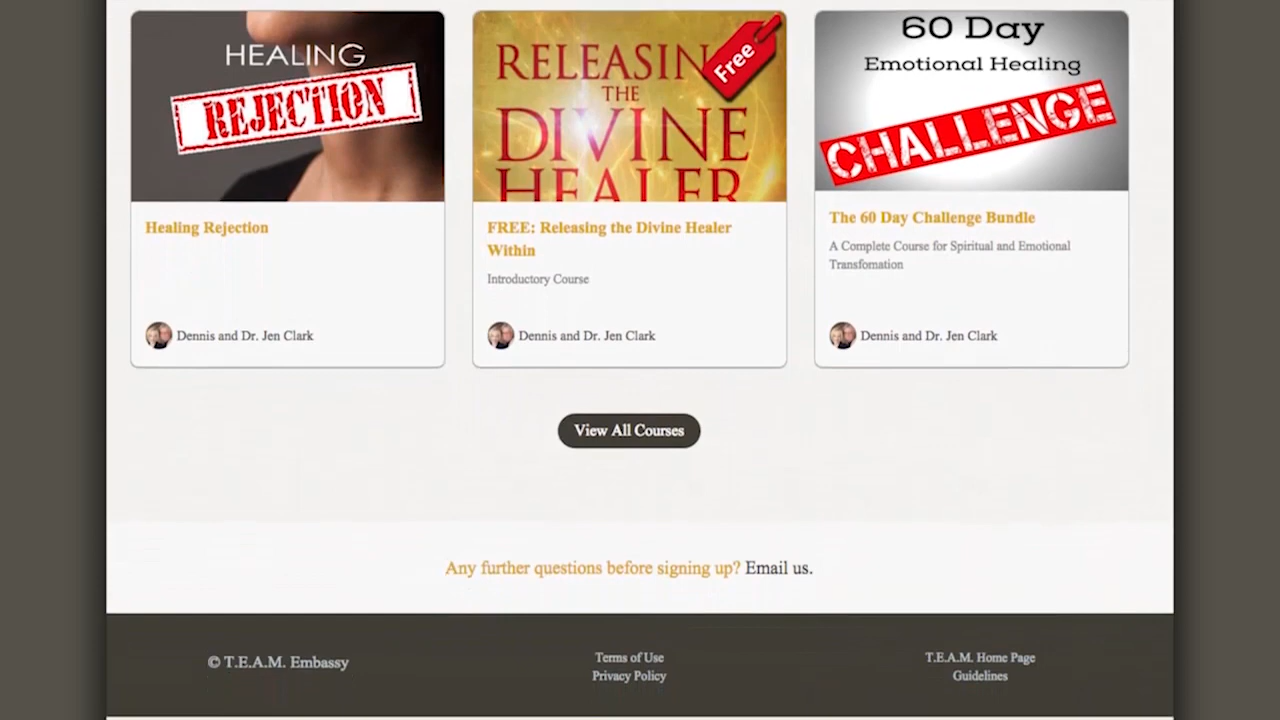 HEALING
REJECTION
Healing Rejection
Dennis and Dr. Jen Clark
RELEASING
THE
DIVINE
HEALER
Free
FREE: Releasing the Divine Healer
Within
Introductory Course
Dennis and Dr. Jen Clark
60 Day
Emotional Healing
CHALLENGE
The 60 Day Challenge Bundle
A Complete Course for Spiritual and Emotional
Transfomation
Dennis and Dr. Jen Clark
View All Courses
Any further questions before signing up? Email us.
© T.E.A.M. Embassy
Terms of Use
Privacy Policy
T.E.A.M. Home Page
Guidelines